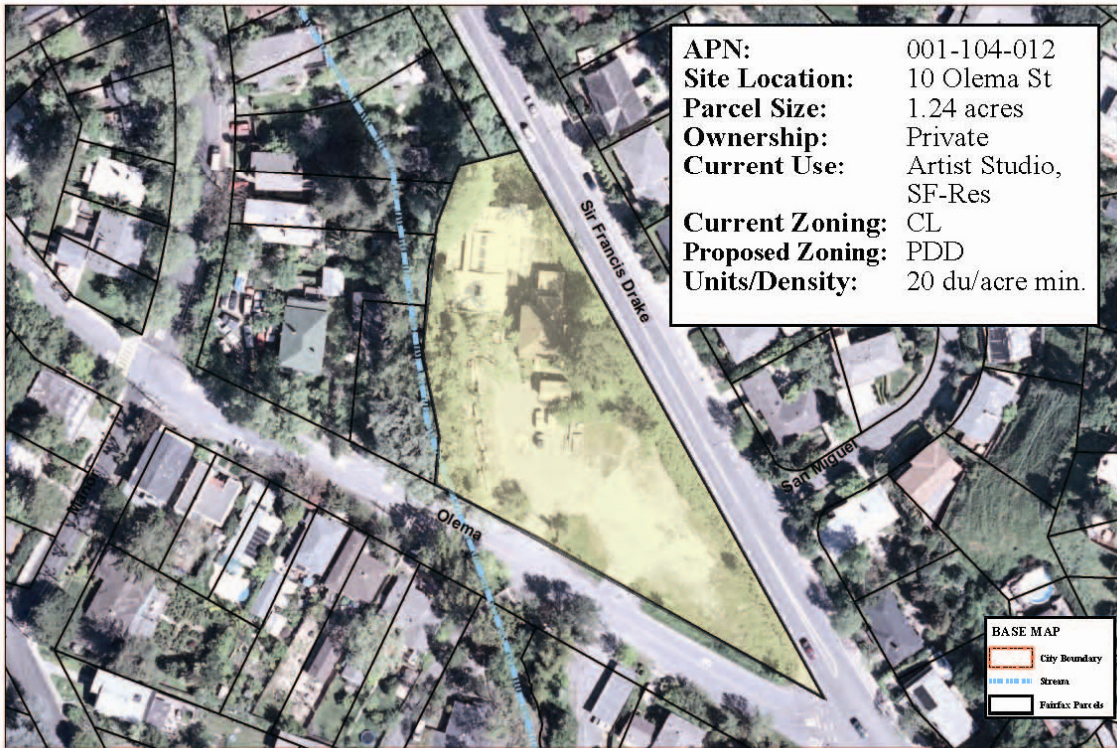 APN: 001-104-012
Site Location: 10 Olema St
Parcel Size: 1.24 acres
Ownership: Private
Current Use: Artist Studio,
SF-Res
Current Zoning: CL
Proposed Zoning: PDD
Units/Density: 20 du/acre min.
Sir Francis Drake
San Miguel
Olema
Manor
BASE MAP
City Boundary
Stream
Fairfax Parcels